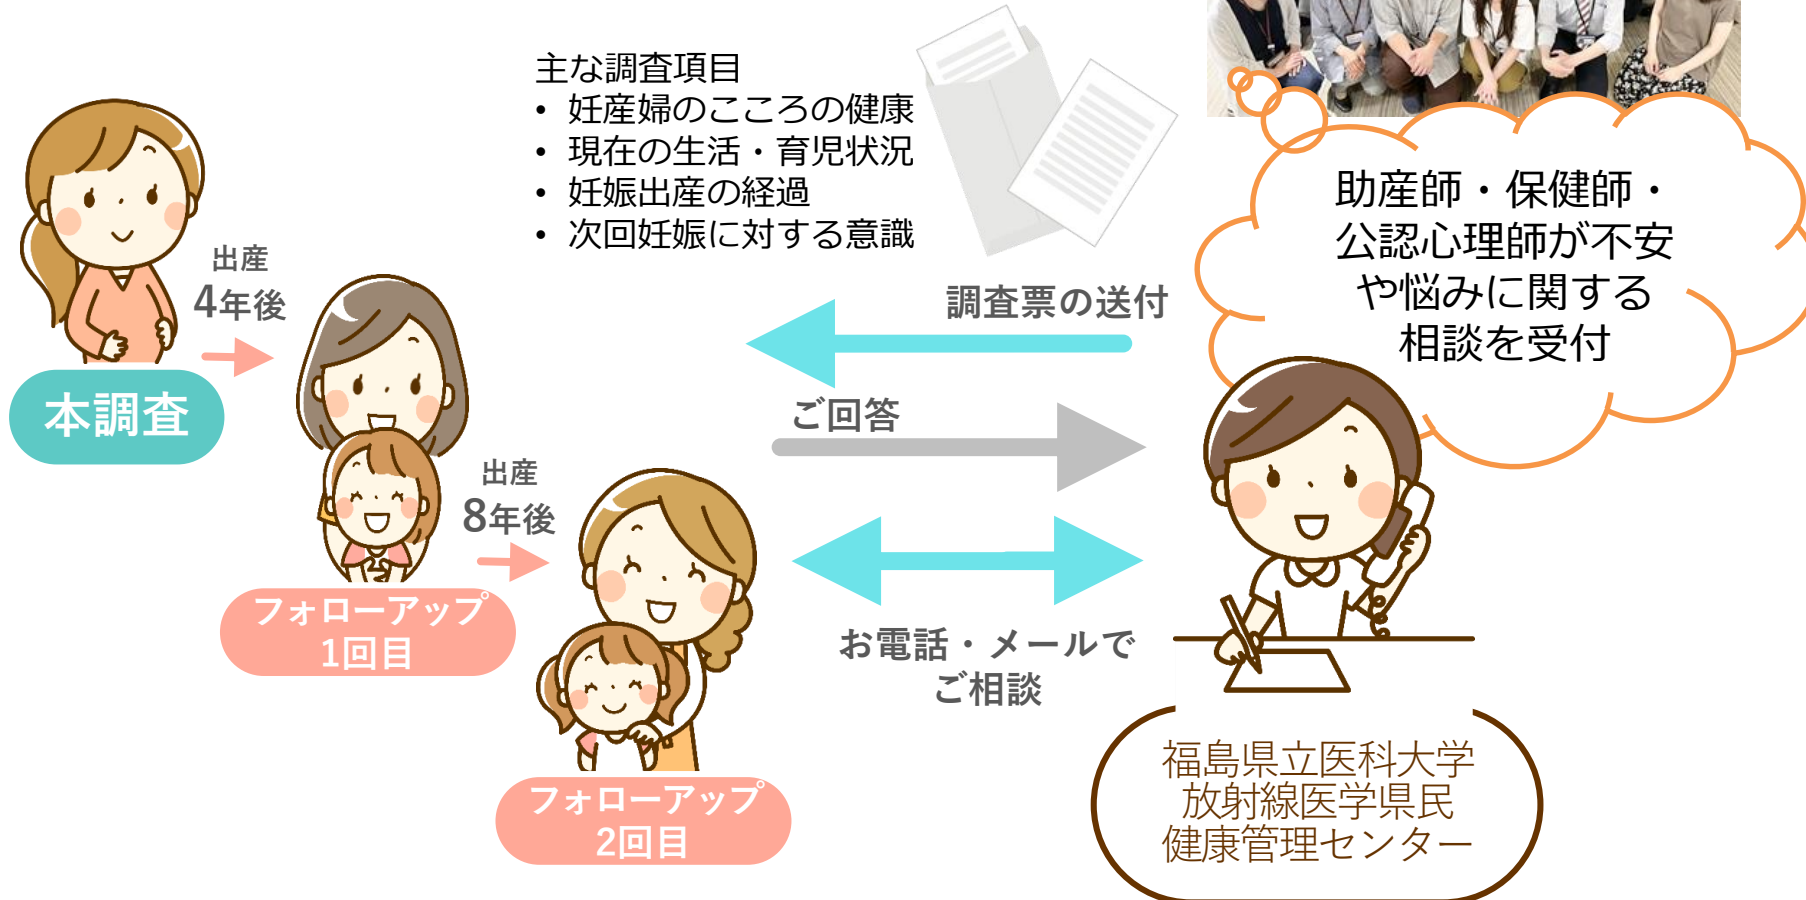 主な調査項目
• 妊産婦のこころの健康
• 現在の生活・育児状況
• 妊娠出産の経過
• 次回妊娠に対する意識
助産師・保健師・
公認心理師が不安
や悩みに関する
相談を受付
出産
4年後
本調査
調査票の送付
ご回答
出産
8年後
フォローアップ
1回目
お電話・メールで
ご相談
フォローアップ
2回目
福島県立医科大学
放射線医学県民
健康管理センター